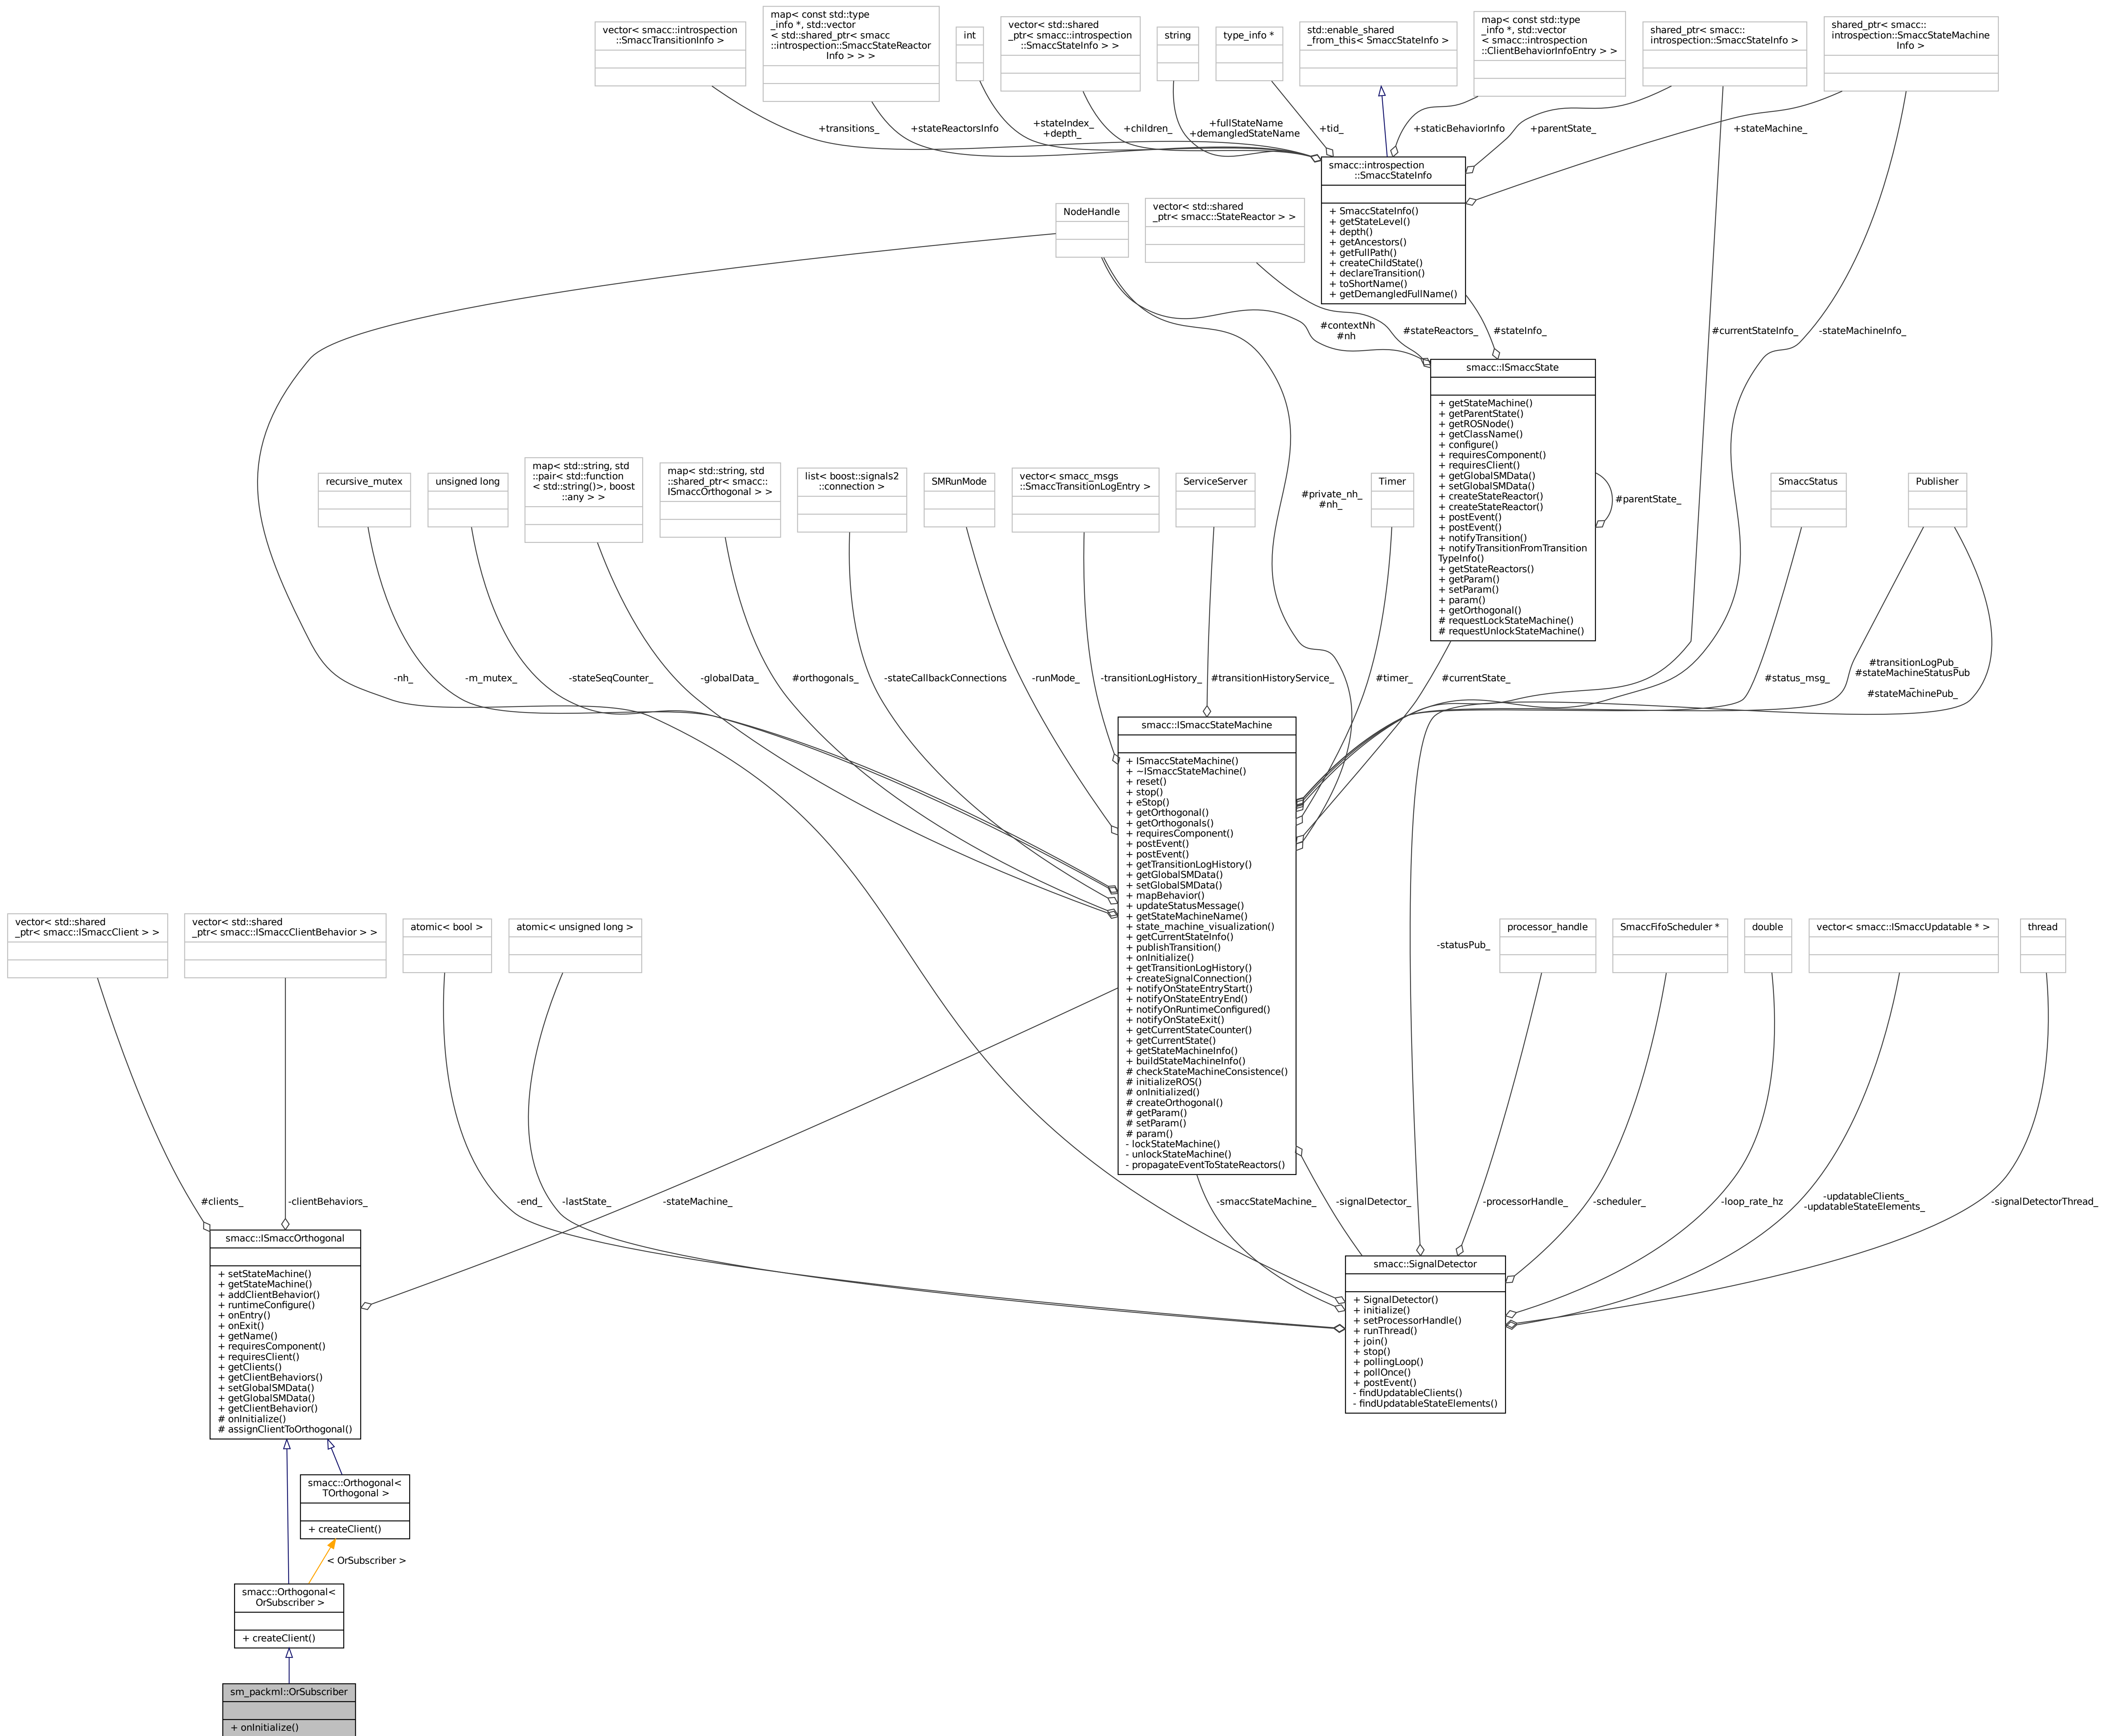 vector< smacc::introspection
::SmaccTransitionInfo >
map< const std::type
_info *, std::vector
< std::shared_ptr< smacc
::introspection::SmaccStateReactor
Info > > >
int
vector< std::shared
_ptr< smacc::introspection
::SmaccStateInfo > >
string
type_info *
std::enable_shared
_from_this< SmaccStateInfo >
map< const std::type
_info *, std::vector
< smacc::introspection
::ClientBehaviorInfoEntry > >
shared_ptr< smacc::
introspection::SmaccStateInfo >
shared_ptr< smacc::
introspection::SmaccStateMachine
Info >
+transitions_
+stateReactorsInfo
+stateIndex_
+depth_
+children_
+fullStateName
+demangledStateName
+tid_
+staticBehaviorInfo
+parentState_
+stateMachine_
smacc::introspection
::SmaccStateInfo
+ SmaccStateInfo()
+ getStateLevel()
+ depth()
+ getAncestors()
+ getFullPath()
+ createChildState()
+ declareTransition()
+ toShortName()
+ getDemangledFullName()
NodeHandle
vector< std::shared
_ptr< smacc::StateReactor > >
#contextNh
#nh
#stateReactors_
#stateInfo_
#currentStateInfo_
-stateMachineInfo_
smacc::ISmaccState
+ getStateMachine()
+ getParentState()
+ getROSNode()
+ getClassName()
+ configure()
+ requiresComponent()
+ requiresClient()
+ getGlobalSMData()
+ setGlobalSMData()
+ createStateReactor()
+ createStateReactor()
+ postEvent()
+ postEvent()
+ notifyTransition()
+ notifyTransitionFromTransition
TypeInfo()
+ getStateReactors()
+ getParam()
+ setParam()
+ param()
+ getOrthogonal()
# requestLockStateMachine()
# requestUnlockStateMachine()
#parentState_
recursive_mutex
unsigned long
map< std::string, std
::pair< std::function
< std::string()>, boost
::any > >
map< std::string, std
::shared_ptr< smacc::
ISmaccOrthogonal > >
list< boost::signals2
::connection >
SMRunMode
vector< smacc_msgs
::SmaccTransitionLogEntry >
ServiceServer
#private_nh_
#nh_
Timer
SmaccStatus
Publisher
-nh_
-m_mutex_
-stateSeqCounter_
-globalData_
#orthogonals_
-stateCallbackConnections
-runMode_
-transitionLogHistory_
#transitionHistoryService_
#timer_
#currentState_
#status_msg_
#transitionLogPub_
#stateMachineStatusPub
_
#stateMachinePub_
smacc::ISmaccStateMachine
+ ISmaccStateMachine()
+ ~ISmaccStateMachine()
+ reset()
+ stop()
+ eStop()
+ getOrthogonal()
+ getOrthogonals()
+ requiresComponent()
+ postEvent()
+ postEvent()
+ getTransitionLogHistory()
+ getGlobalSMData()
+ setGlobalSMData()
+ mapBehavior()
+ updateStatusMessage()
+ getStateMachineName()
+ state_machine_visualization()
+ getCurrentStateInfo()
+ publishTransition()
+ onInitialize()
+ getTransitionLogHistory()
+ createSignalConnection()
+ notifyOnStateEntryStart()
+ notifyOnStateEntryEnd()
+ notifyOnRuntimeConfigured()
+ notifyOnStateExit()
+ getCurrentStateCounter()
+ getCurrentState()
+ getStateMachineInfo()
+ buildStateMachineInfo()
# checkStateMachineConsistence()
# initializeROS()
# onInitialized()
# createOrthogonal()
# getParam()
# setParam()
# param()
- lockStateMachine()
- unlockStateMachine()
- propagateEventToStateReactors()
vector< std::shared
_ptr< smacc::ISmaccClient > >
vector< std::shared
_ptr< smacc::ISmaccClientBehavior > >
atomic< bool >
atomic< unsigned long >
-statusPub_
processor_handle
SmaccFifoScheduler *
double
vector< smacc::ISmaccUpdatable * >
thread
#clients_
-clientBehaviors_
-end_
-lastState_
-stateMachine_
-smaccStateMachine_
-signalDetector_
-processorHandle_
-scheduler_
-loop_rate_hz
-updatableClients_
-updatableStateElements_
-signalDetectorThread_
smacc::ISmaccOrthogonal
+ setStateMachine()
+ getStateMachine()
+ addClientBehavior()
+ runtimeConfigure()
+ onEntry()
+ onExit()
+ getName()
+ requiresComponent()
+ requiresClient()
+ getClients()
+ getClientBehaviors()
+ setGlobalSMData()
+ getGlobalSMData()
+ getClientBehavior()
# onInitialize()
# assignClientToOrthogonal()
smacc::SignalDetector
+ SignalDetector()
+ initialize()
+ setProcessorHandle()
+ runThread()
+ join()
+ stop()
+ pollingLoop()
+ pollOnce()
+ postEvent()
- findUpdatableClients()
- findUpdatableStateElements()
smacc::Orthogonal<
TOrthogonal >
+ createClient()
< OrSubscriber >
smacc::Orthogonal<
OrSubscriber >
+ createClient()
sm_packml::OrSubscriber
+ onInitialize()